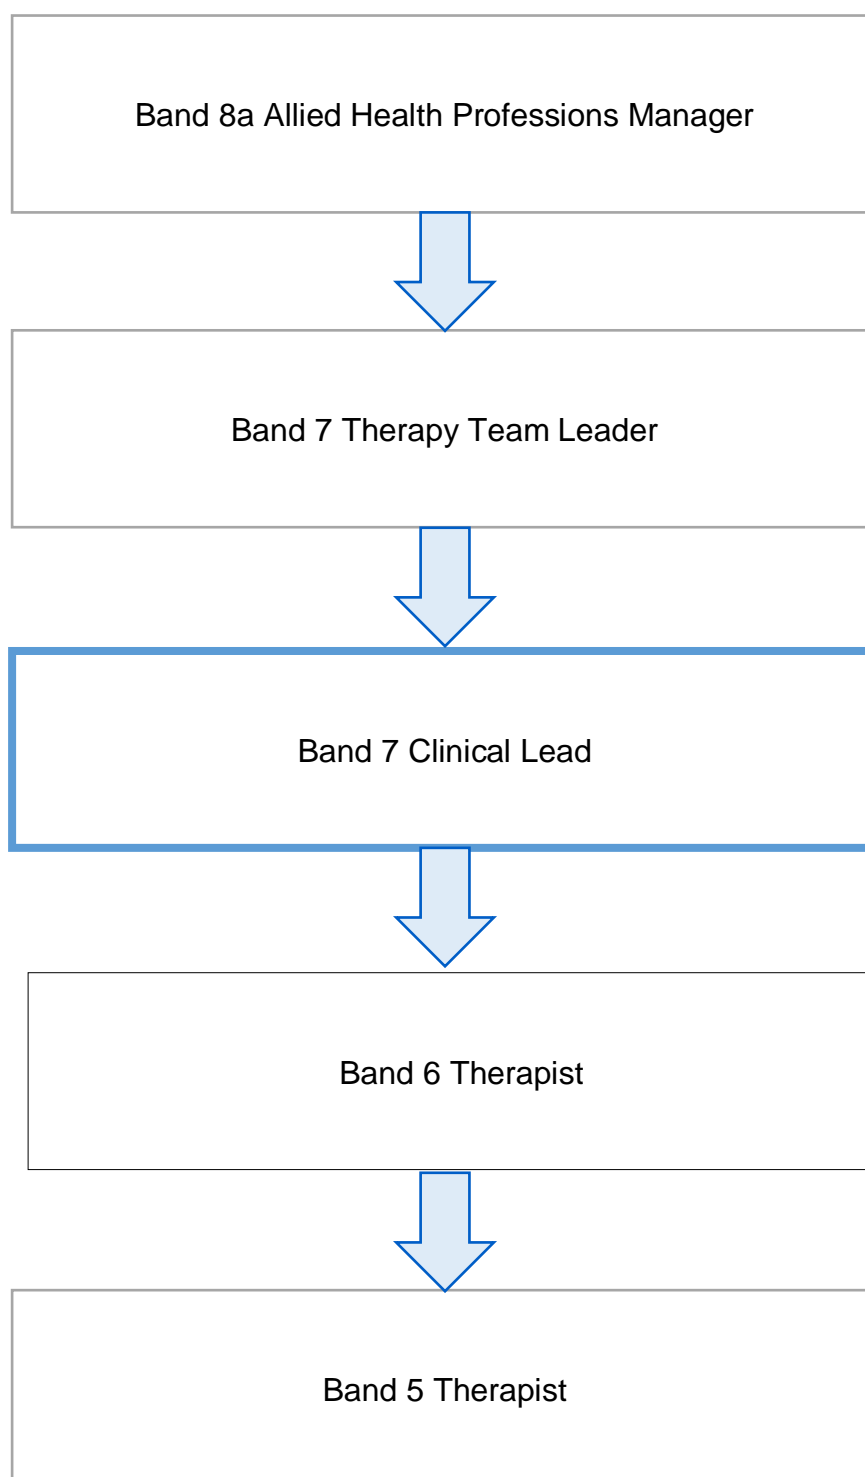 Band 8a Allied Health Professions Manager
Band 7 Therapy Team Leader
Band 7 Clinical Lead
Band 6 Therapist
Band 5 Therapist